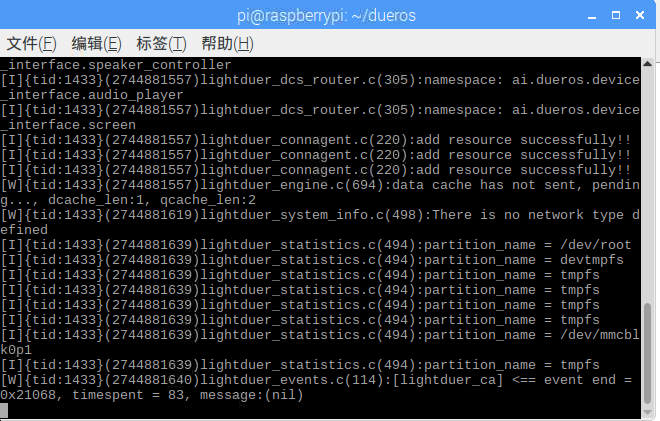 pi@raspberrypi: ~/dueros
文件(F) 编辑(E) 标签(T) 帮助(H)
_interface.speaker_controller
[I]{tid:1433}(2744881557)lightduer_dcs_router.c(305):namespace: ai.dueros.device
_interface.audio_player
[I]{tid:1433}(2744881557)lightduer_dcs_router.c(305):namespace: ai.dueros.device
_interface.screen
[I]{tid:1433}(2744881557)lightduer_connagent.c(220):add resource successfully!!
[I]{tid:1433}(2744881557)lightduer_connagent.c(220):add resource successfully!!
[I]{tid:1433}(2744881557)lightduer_connagent.c(220):add resource successfully!!
[W]{tid:1433}(2744881557)lightduer_engine.c(694):data cache has not sent, pendin
g..., dcache_len:1, qcache_len:2
[W]{tid:1433}(2744881619)lightduer_system_info.c(498):There is no network type d
efined
[I]{tid:1433}(2744881639)lightduer_statistics.c(494):partition_name = /dev/root
[I]{tid:1433}(2744881639)lightduer_statistics.c(494):partition_name = devtmpfs
[I]{tid:1433}(2744881639)lightduer_statistics.c(494):partition_name = tmpfs
[I]{tid:1433}(2744881639)lightduer_statistics.c(494):partition_name = tmpfs
[I]{tid:1433}(2744881639)lightduer_statistics.c(494):partition_name = tmpfs
[I]{tid:1433}(2744881639)lightduer_statistics.c(494):partition_name = tmpfs
[I]{tid:1433}(2744881639)lightduer_statistics.c(494):partition_name = /dev/mmcbl
k0p1
[I]{tid:1433}(2744881639)lightduer_statistics.c(494):partition_name = tmpfs
[W]{tid:1433}(2744881640)lightduer_events.c(114):[lightduer_ca] <== event end =
0x21068, timespent = 83, message:(nil)